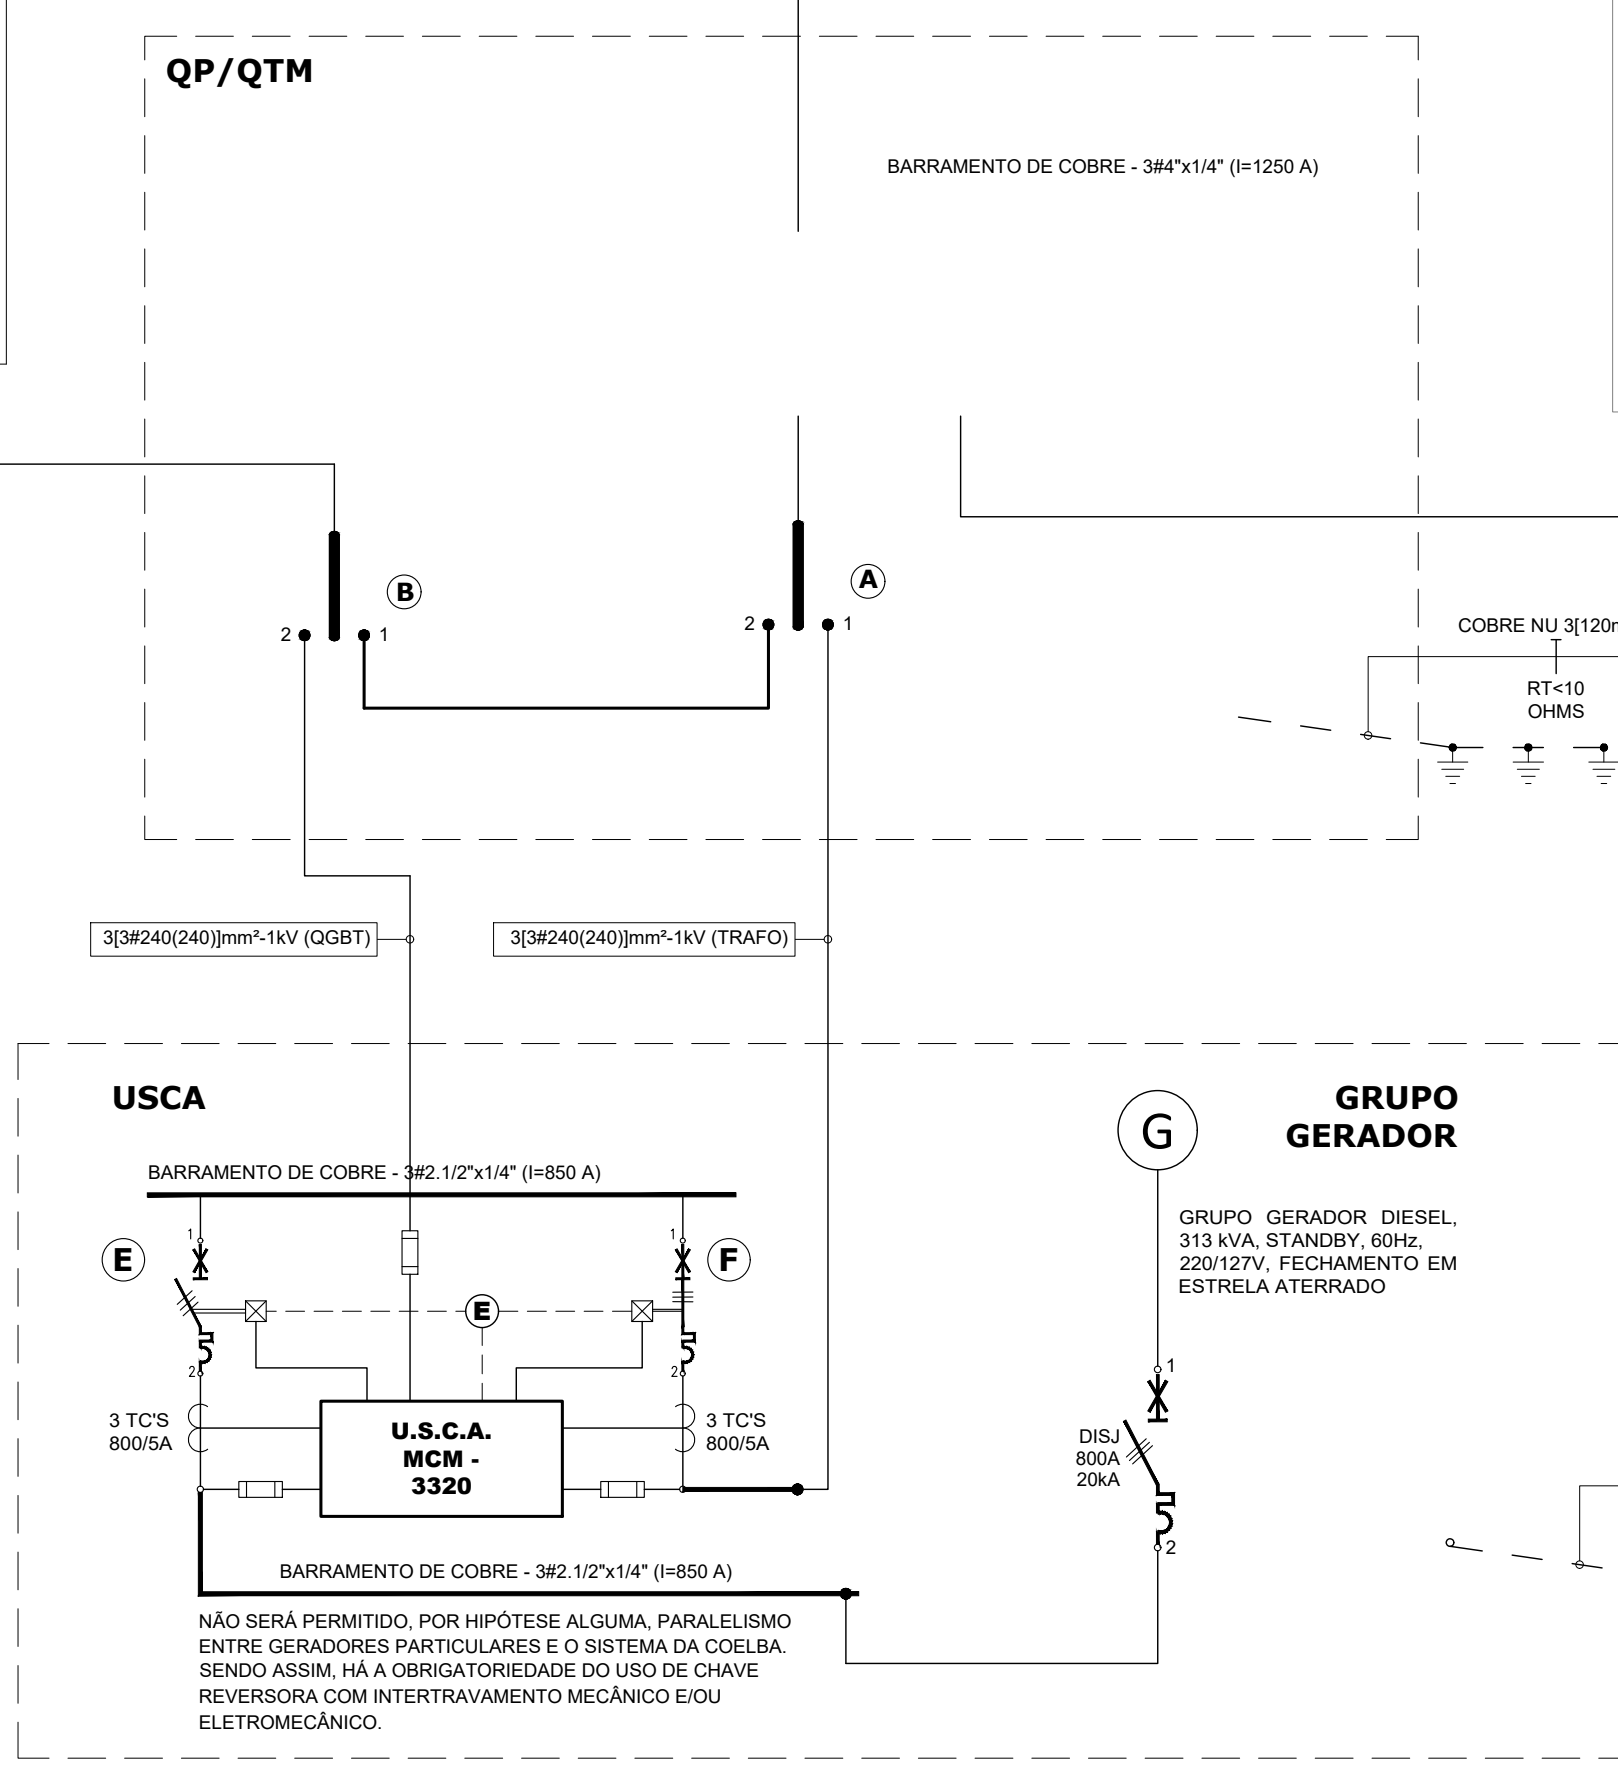 QP/QTM
BARRAMENTO DE COBRE - 3#4"x1/4" (I=1250 A)
B
2
1
A
2
1
COBRE NU 3[120m
RT<10
OHMS
3[3#240(240)]mm²-1kV (QGBT)
3[3#240(240)]mm²-1kV (TRAFO)
USCA
GRUPO
GERADOR
G
BARRAMENTO DE COBRE - 3#2.1/2"x1/4" (I=850 A)
GRUPO GERADOR DIESEL,
313 kVA, STANDBY, 60Hz,
220/127V, FECHAMENTO EM
ESTRELA ATERRADO
E
1
1
F
E
2
2
3 TC'S
800/5A
U.S.C.A.
MCM -
3320
3 TC'S
800/5A
1
DISJ
800A
20kA
2
BARRAMENTO DE COBRE - 3#2.1/2"x1/4" (I=850 A)
NÃO SERÁ PERMITIDO, POR HIPÓTESE ALGUMA, PARALELISMO
ENTRE GERADORES PARTICULARES E O SISTEMA DA COELBA.
SENDO ASSIM, HÁ A OBRIGATORIEDADE DO USO DE CHAVE
REVERSORA COM INTERTRAVAMENTO MECÂNICO E/OU
ELETROMECÂNICO.